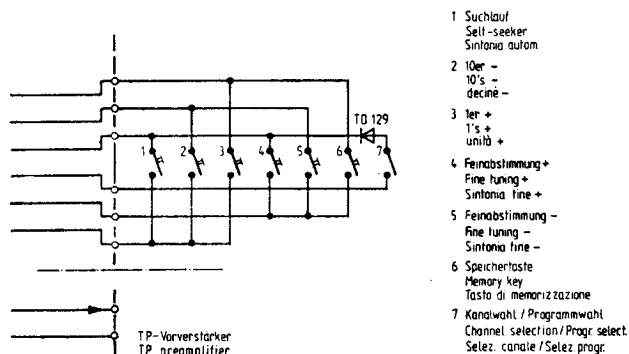 1 Suchlauf
Self-seeker
Sintonia autom.
2 10er -
10's -
decine -
3 1er +
1's +
unità +
4 Feinabstimmung +
Fine tuning +
Sintonia fine +
5 Feinabstimmung -
Fine tuning -
Sintonia fine -
6 Speichertaste
Memory key
Tasto di memorizzazione
7 Kanalwahl / Programmwahl
Channel selection / Progr. select.
Selez. canale / Selez. progr.
TD 129
1 2 3 4 5 6 7
TP-Vorverstärker
TP preamplifier